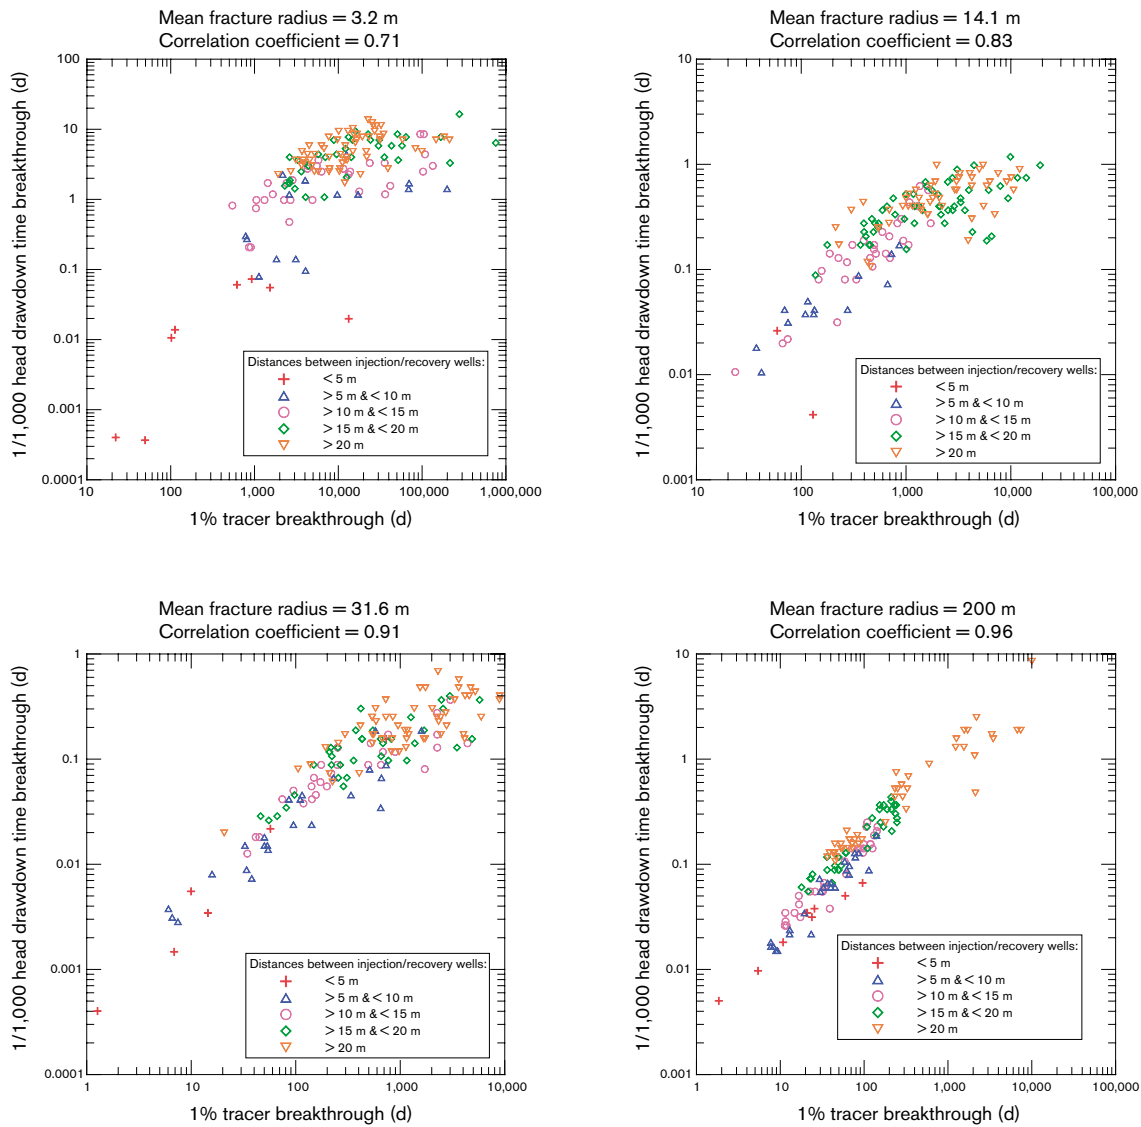 Mean fracture radius = 3.2 m
Correlation coefficient = 0.71
100
10
1
0.1
0.01
0.001
0.0001
1/1,000 head drawdown time breakthrough (d)
Distances between injection/recovery wells:
< 5 m
> 5 m & < 10 m
> 10 m & < 15 m
> 15 m & < 20 m
> 20 m
10 100 1,000 10,000 100,000 1,000,000
1% tracer breakthrough (d)
Mean fracture radius = 14.1 m
Correlation coefficient = 0.83
10
1
0.1
0.01
0.001
1/1,000 head drawdown time breakthrough (d)
Distances between injection/recovery wells:
< 5 m
> 5 m & < 10 m
> 10 m & < 15 m
> 15 m & < 20 m
> 20 m
10 100 1,000 10,000 100,000
1% tracer breakthrough (d)
Mean fracture radius = 31.6 m
Correlation coefficient = 0.91
1
0.1
0.01
0.001
0.0001
1/1,000 head drawdown time breakthrough (d)
Distances between injection/recovery wells:
< 5 m
> 5 m & < 10 m
> 10 m & < 15 m
> 15 m & < 20 m
> 20 m
1 10 100 1,000 10,000
1% tracer breakthrough (d)
Mean fracture radius = 200 m
Correlation coefficient = 0.96
10
1
0.1
0.01
0.001
1/1,000 head drawdown time breakthrough (d)
Distances between injection/recovery wells:
< 5 m
> 5 m & < 10 m
> 10 m & < 15 m
> 15 m & < 20 m
> 20 m
1 10 100 1,000 10,000 100,000
1% tracer breakthrough (d)